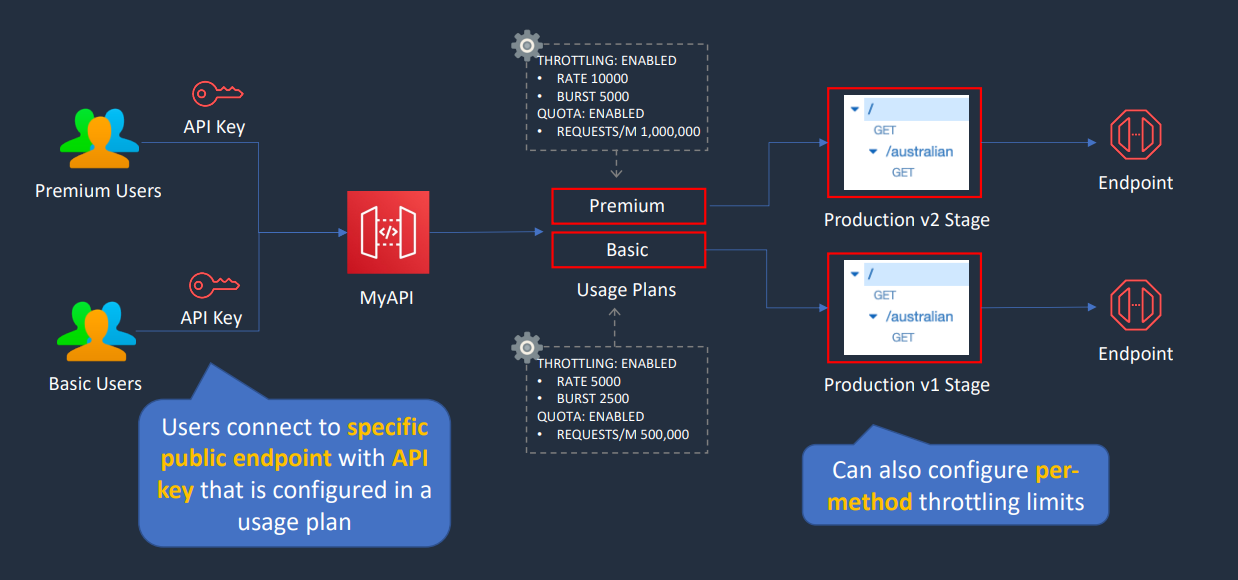 THROTTLING: ENABLED
• RATE 10000
• BURST 5000
QUOTA: ENABLED
• REQUESTS/M 1,000,000
API Key
Premium Users
/
GET
/australian
GET
Endpoint
Production v2 Stage
Premium
Basic
Usage Plans
</>
MyAPI
API Key
Basic Users
/
GET
/australian
GET
Endpoint
Production v1 Stage
THROTTLING: ENABLED
• RATE 5000
• BURST 2500
QUOTA: ENABLED
• REQUESTS/M 500,000
Users connect to specific
public endpoint with API
key that is configured in a
usage plan
Can also configure per-
method throttling limits